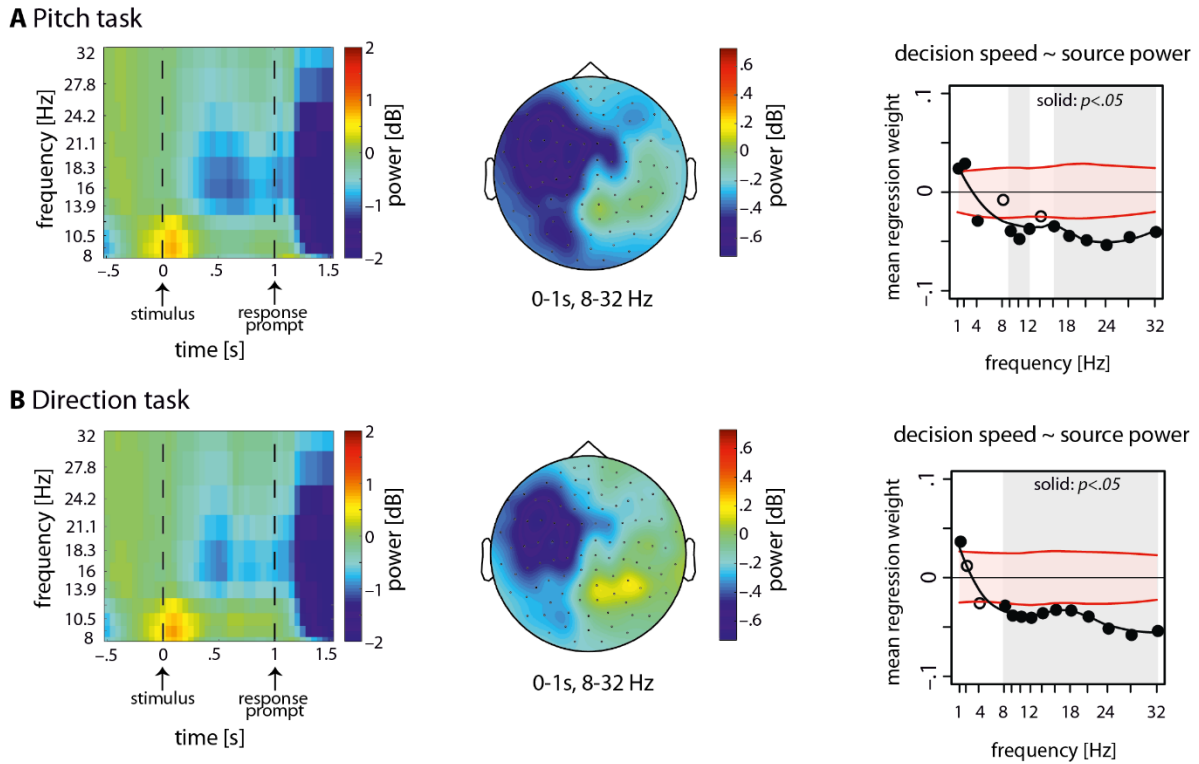 A Pitch task
32
27.8
24.2
21.1
18.3
16
13.9
10.5
8
frequency [Hz]
-.5 0 .5 1 1.5
stimulus
response
prompt
time [s]
2
1
0
-1
-2
power [dB]
0-1s, 8-32 Hz
.6
.4
.2
0
-.2
-.4
-.6
power [dB]
decision speed ~ source power
solid: p<.05
mean regression weight
.1
0
-.1
1 4 8 12 18 24 32
frequency [Hz]
B Direction task
32
27.8
24.2
21.1
18.3
16
13.9
10.5
8
frequency [Hz]
-.5 0 .5 1 1.5
stimulus
response
prompt
time [s]
2
1
0
-1
-2
power [dB]
0-1s, 8-32 Hz
.6
.4
.2
0
-.2
-.4
-.6
power [dB]
decision speed ~ source power
solid: p<.05
mean regression weight
.1
0
-.1
1 4 8 12 18 24 32
frequency [Hz]